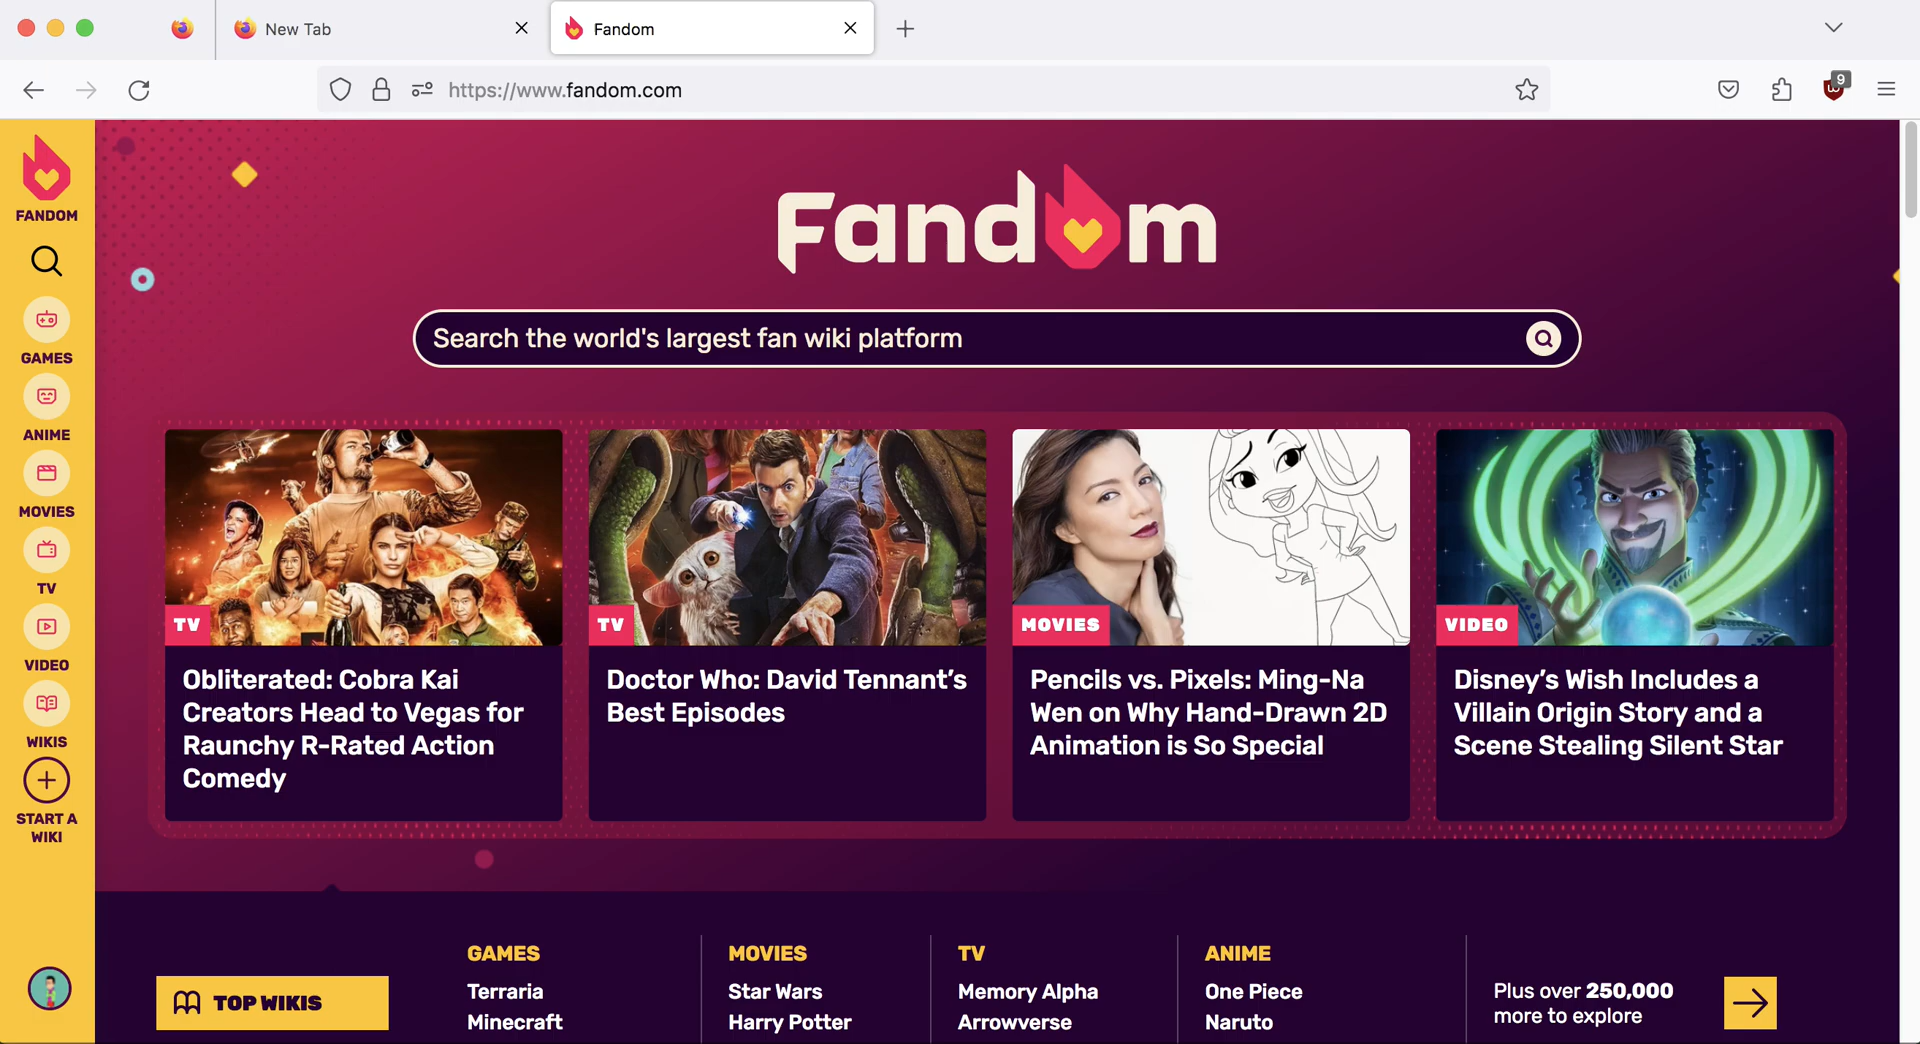 New Tab
Fandom
https://www.fandom.com
9
FANDOM
GAMES
ANIME
MOVIES
TV
VIDEO
WIKIS
START A
WIKI
Fandom
Search the world's largest fan wiki platform
TV
Obliterated: Cobra Kai
Creators Head to Vegas for
Raunchy R-Rated Action
Comedy
TV
Doctor Who: David Tennant’s
Best Episodes
MOVIES
Pencils vs. Pixels: Ming-Na
Wen on Why Hand-Drawn 2D
Animation is So Special
VIDEO
Disney’s Wish Includes a
Villain Origin Story and a
Scene Stealing Silent Star
TOP WIKIS
GAMES
Terraria
Minecraft
MOVIES
Star Wars
Harry Potter
TV
Memory Alpha
Arrowverse
ANIME
One Piece
Naruto
Plus over 250,000
more to explore